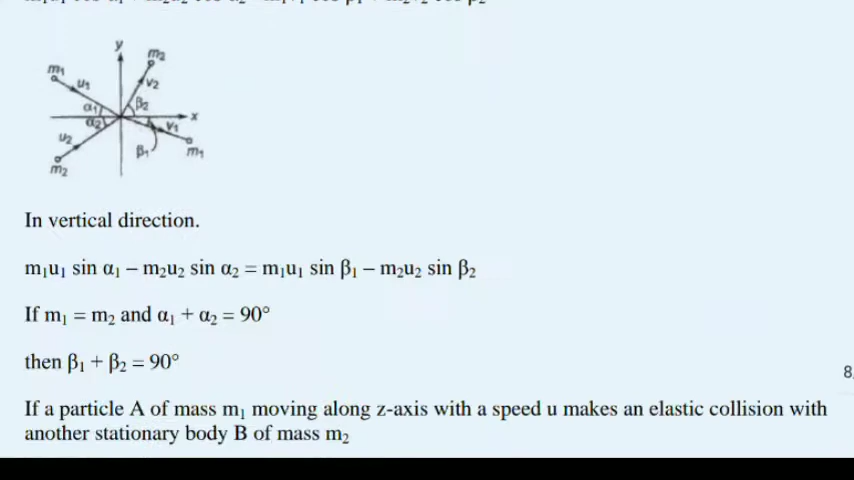 y
m₂
m₁
u₁
v₂
α₁
β₂
x
α₂
v₁
u₂
β₁
m₁
m₂
In vertical direction.
m₁u₁ sin α₁ – m₂u₂ sin α₂ = m₁u₁ sin β₁ – m₂u₂ sin β₂
If m₁ = m₂ and α₁ + α₂ = 90°
then β₁ + β₂ = 90°
8
If a particle A of mass m₁ moving along z-axis with a speed u makes an elastic collision with
another stationary body B of mass m₂